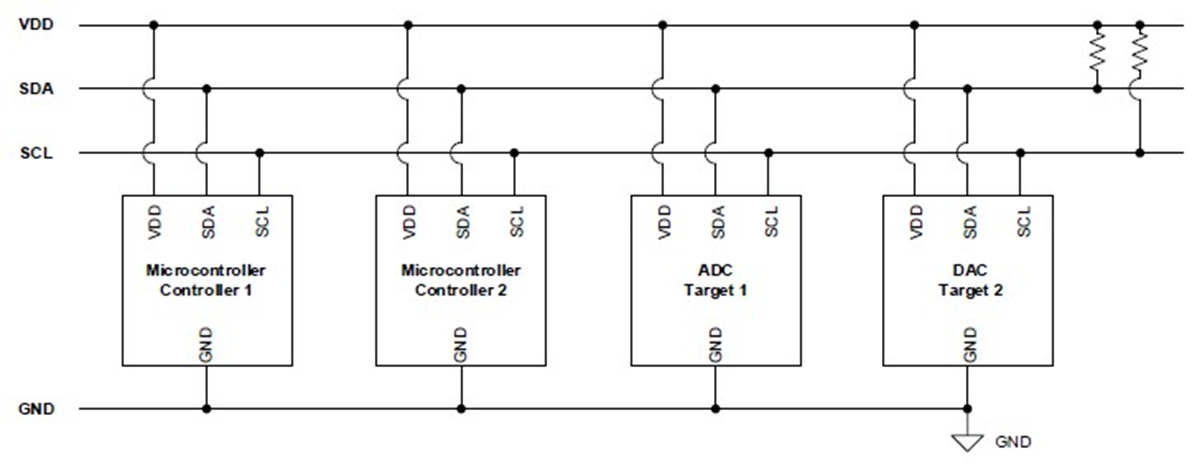 VDD
SDA
SCL
VDD SDA SCL
Microcontroller
Controller 1
GND
VDD SDA SCL
Microcontroller
Controller 2
GND
VDD SDA SCL
ADC
Target 1
GND
VDD SDA SCL
DAC
Target 2
GND
GND
GND